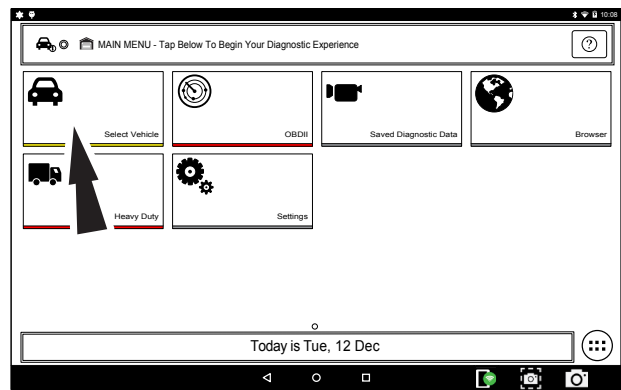 10:08
MAIN MENU - Tap Below To Begin Your Diagnostic Experience
?
Select Vehicle
OBDII
Saved Diagnostic Data
Browser
Heavy Duty
Settings
Today is Tue, 12 Dec